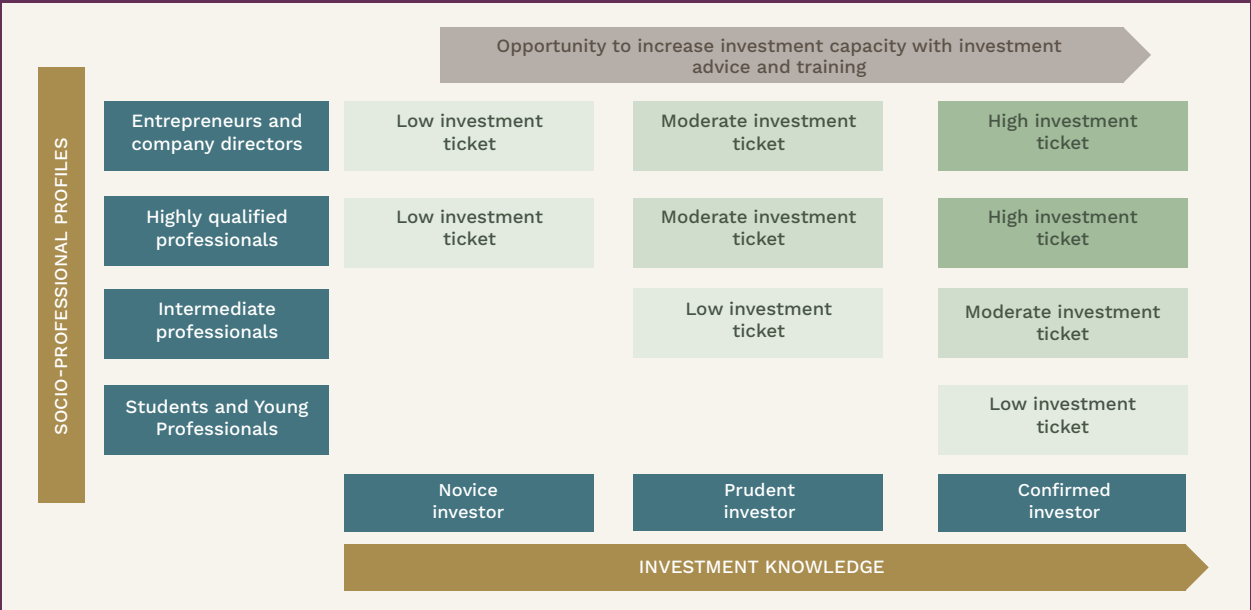 Opportunity to increase investment capacity with investment
advice and training
SOCIO-PROFESSIONAL PROFILES
Entrepreneurs and
company directors
Low investment
ticket
Moderate investment
ticket
High investment
ticket
Highly qualified
professionals
Low investment
ticket
Moderate investment
ticket
High investment
ticket
Intermediate
professionals
Low investment
ticket
Moderate investment
ticket
Students and Young
Professionals
Low investment
ticket
Novice
investor
Prudent
investor
Confirmed
investor
INVESTMENT KNOWLEDGE